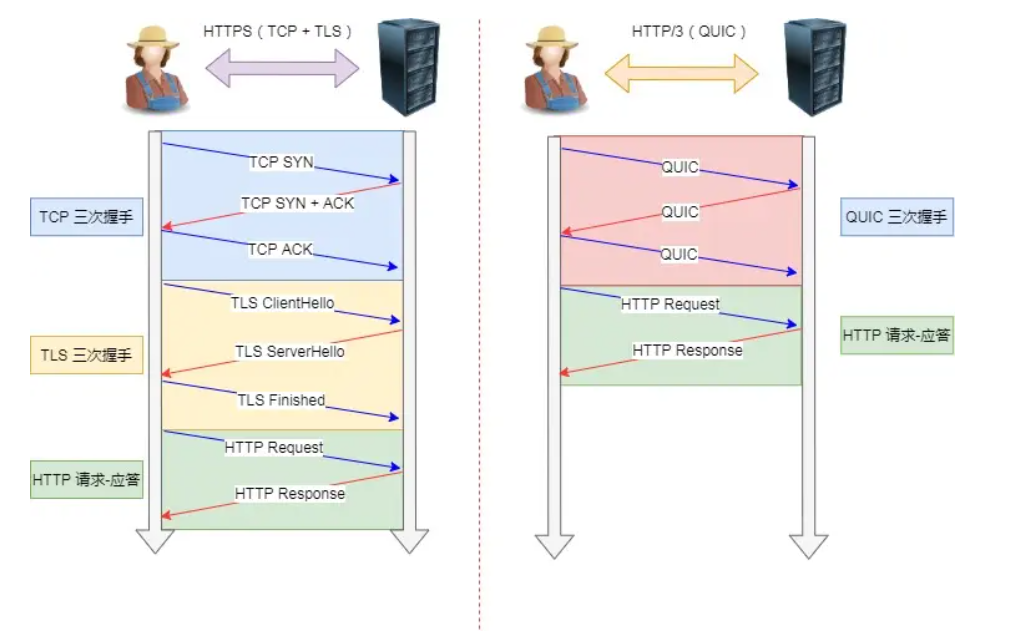 HTTPS（TCP + TLS）
TCP SYN
TCP SYN + ACK
TCP 三次握手
TCP ACK
TLS ClientHello
TLS ServerHello
TLS 三次握手
TLS Finished
HTTP Request
HTTP 请求-应答
HTTP Response
HTTP/3（QUIC）
QUIC
QUIC
QUIC 三次握手
QUIC
HTTP Request
HTTP 请求-应答
HTTP Response